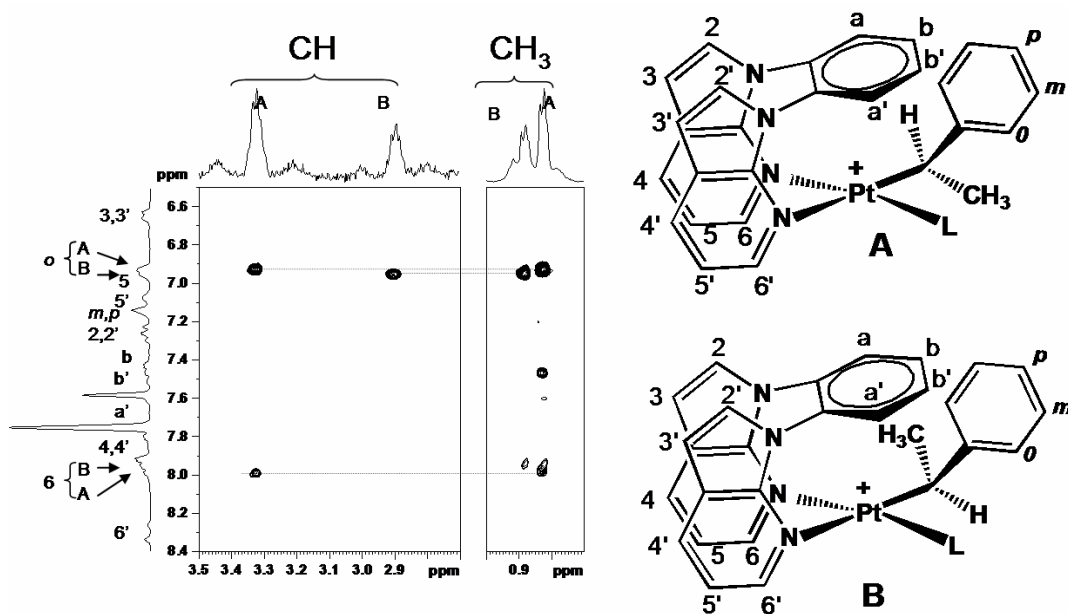 CH
CH3
A
B
B
A
ppm
3,3'
o { A
B
5
5'
m,p
2,2'
b
b'
a'
4,4'
6 { B
A
6'
6.6
6.8
7.0
7.2
7.4
7.6
7.8
8.0
8.2
8.4
3.5 3.4 3.3 3.2 3.1 3.0 2.9 ppm
0.9 ppm
2 a b p
3 N 2' b' m
3' N a' H o
4 N + CH3
4' N Pt L
5 6 A
5' 6'
2 a b p
3 N 2' b' m
3' N a' H3C o
4 N + H
4' N Pt L
5 6
5' 6' B